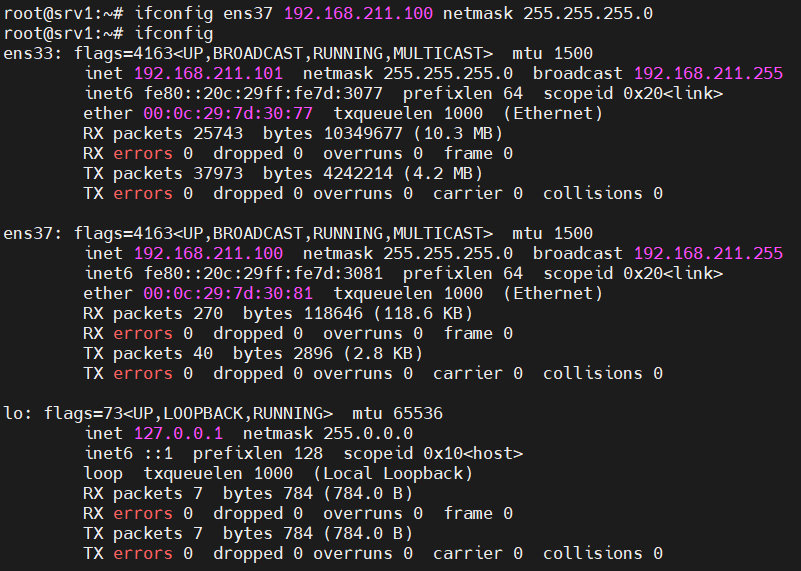 root@srv1:~# ifconfig ens37 192.168.211.100 netmask 255.255.255.0
root@srv1:~# ifconfig
ens33: flags=4163<UP,BROADCAST,RUNNING,MULTICAST>  mtu 1500
        inet 192.168.211.101  netmask 255.255.255.0  broadcast 192.168.211.255
        inet6 fe80::20c:29ff:fe7d:3077  prefixlen 64  scopeid 0x20<link>
        ether 00:0c:29:7d:30:77  txqueuelen 1000  (Ethernet)
        RX packets 25743  bytes 10349677 (10.3 MB)
        RX errors 0  dropped 0  overruns 0  frame 0
        TX packets 37973  bytes 4242214 (4.2 MB)
        TX errors 0  dropped 0 overruns 0  carrier 0  collisions 0

ens37: flags=4163<UP,BROADCAST,RUNNING,MULTICAST>  mtu 1500
        inet 192.168.211.100  netmask 255.255.255.0  broadcast 192.168.211.255
        inet6 fe80::20c:29ff:fe7d:3081  prefixlen 64  scopeid 0x20<link>
        ether 00:0c:29:7d:30:81  txqueuelen 1000  (Ethernet)
        RX packets 270  bytes 118646 (118.6 KB)
        RX errors 0  dropped 0  overruns 0  frame 0
        TX packets 40  bytes 2896 (2.8 KB)
        TX errors 0  dropped 0 overruns 0  carrier 0  collisions 0

lo: flags=73<UP,LOOPBACK,RUNNING>  mtu 65536
        inet 127.0.0.1  netmask 255.0.0.0
        inet6 ::1  prefixlen 128  scopeid 0x10<host>
        loop  txqueuelen 1000  (Local Loopback)
        RX packets 7  bytes 784 (784.0 B)
        RX errors 0  dropped 0  overruns 0  frame 0
        TX packets 7  bytes 784 (784.0 B)
        TX errors 0  dropped 0 overruns 0  carrier 0  collisions 0